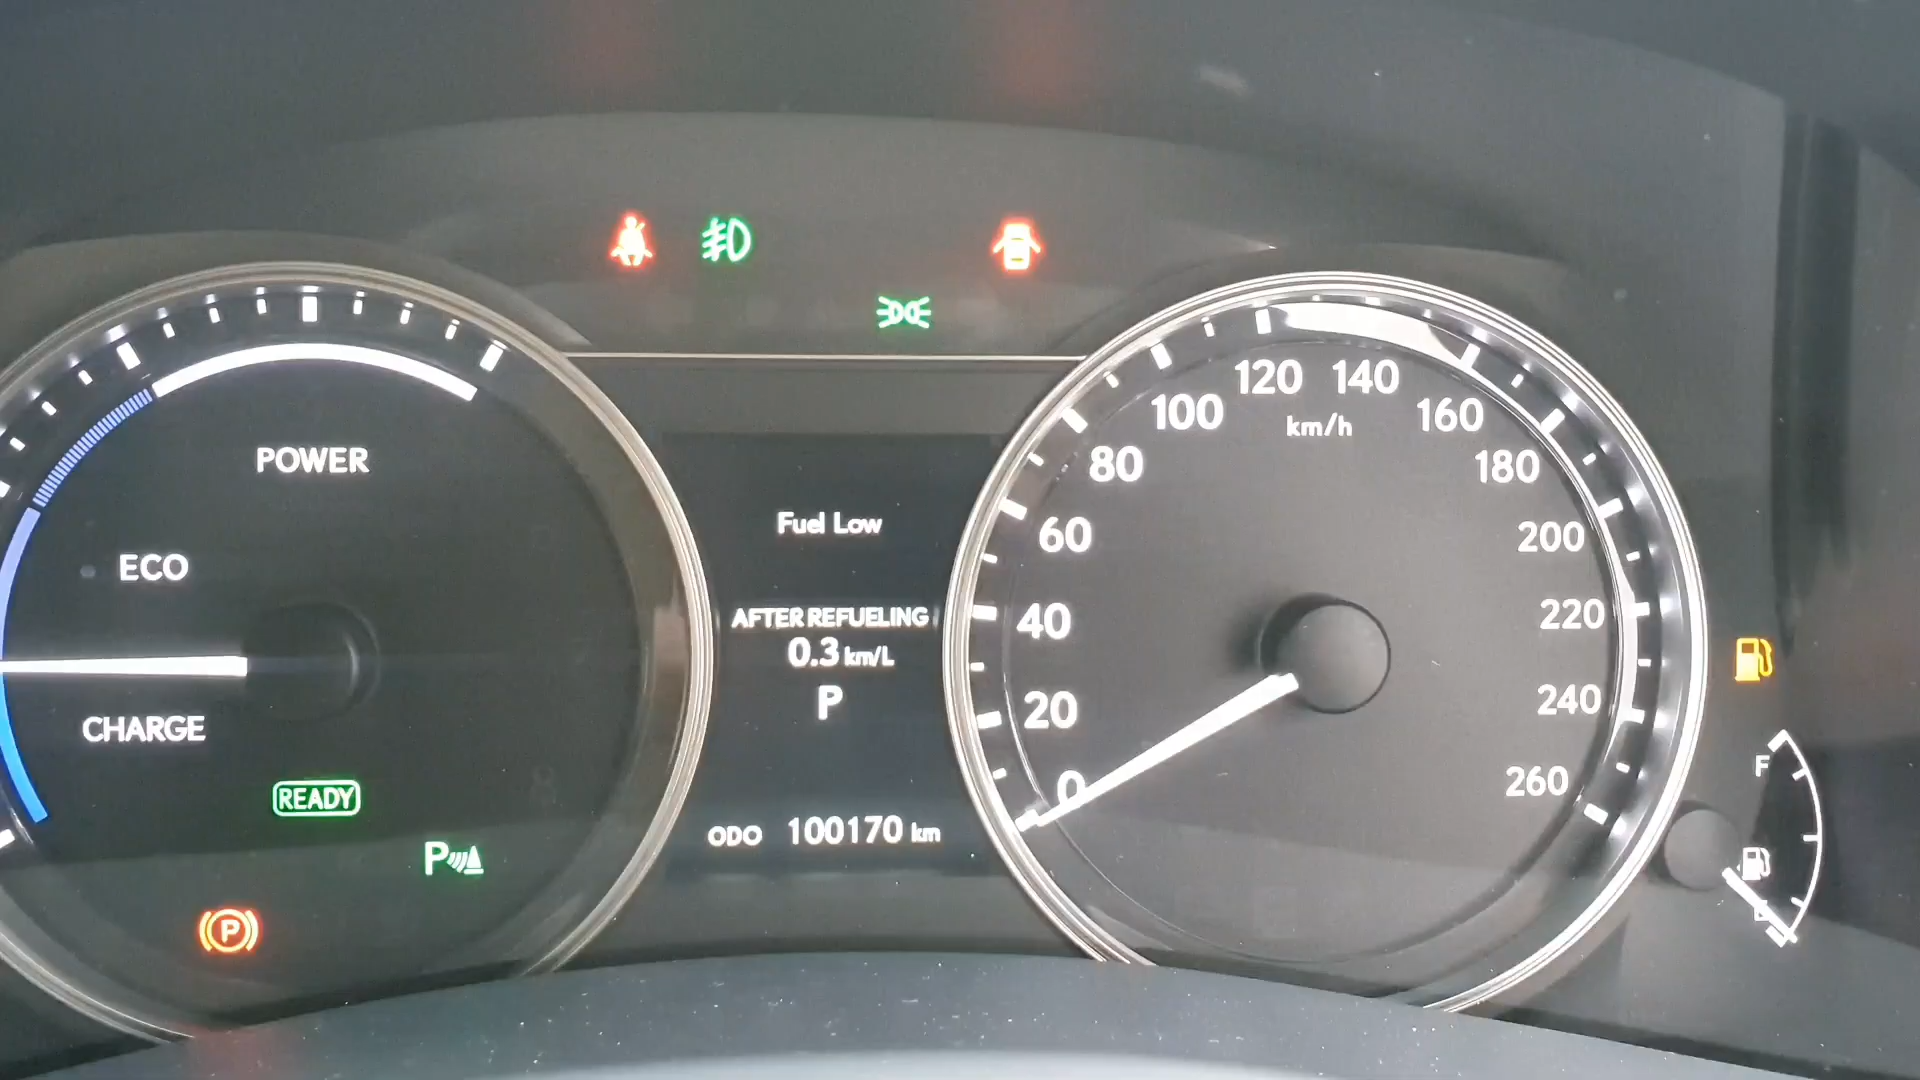 POWER
ECO
CHARGE
READY
P
P
Fuel Low
AFTER REFUELING
0.3 km/L
P
ODO 100170 km
0
20
40
60
80
100
120
140
160
180
200
220
240
260
km/h
F
E